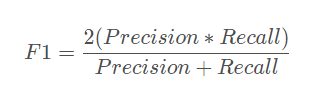 F1 = 2(Precision * Recall) / Precision + Recall